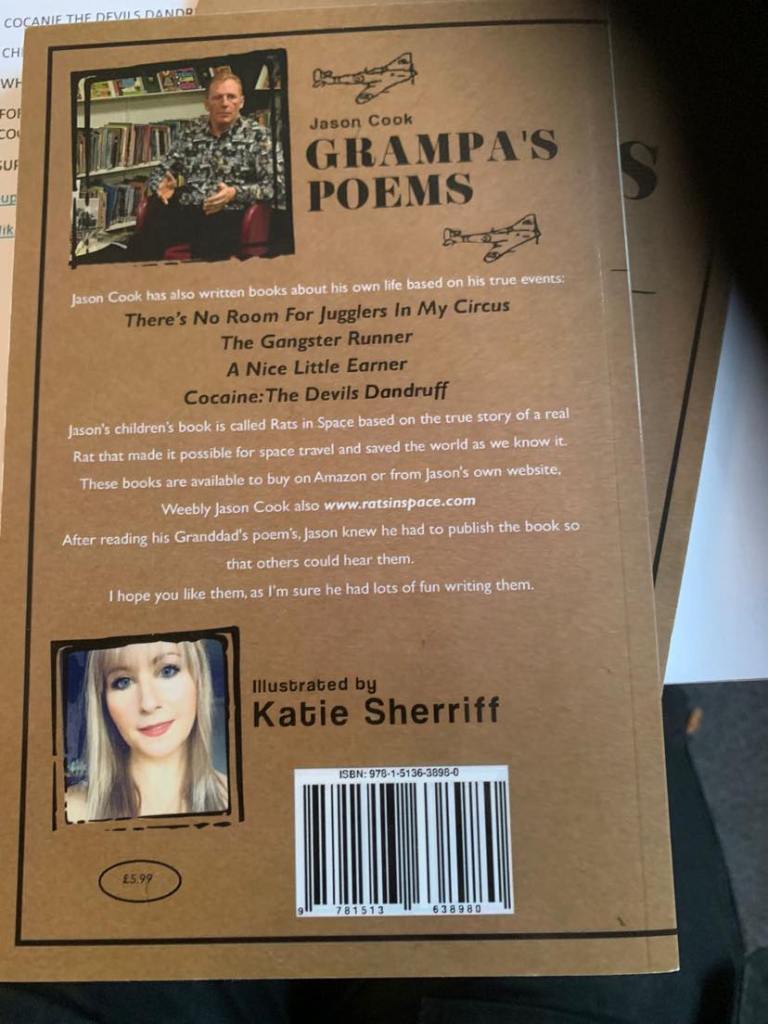 COCANIE THE DEVILS DANDR
CHI
WH
FOR
COU
SUP
Jason Cook
GRAMPA'S
POEMS
S
Jason Cook has also written books about his own life based on his true events:
There's No Room For Jugglers In My Circus
The Gangster Runner
A Nice Little Earner
Cocaine:The Devils Dandruff
Jason's children's book is called Rats in Space based on the true story of a real
Rat that made it possible for space travel and saved the world as we know it.
These books are available to buy on Amazon or from Jason's own website,
Weebly Jason Cook also www.ratsinspace.com
After reading his Granddad's poem's, Jason knew he had to publish the book so
that others could hear them.
I hope you like them, as I'm sure he had lots of fun writing them.
Illustrated by
Katie Sherriff
ISBN: 978-1-5136-3898-0
9 781513 638980
£5.99